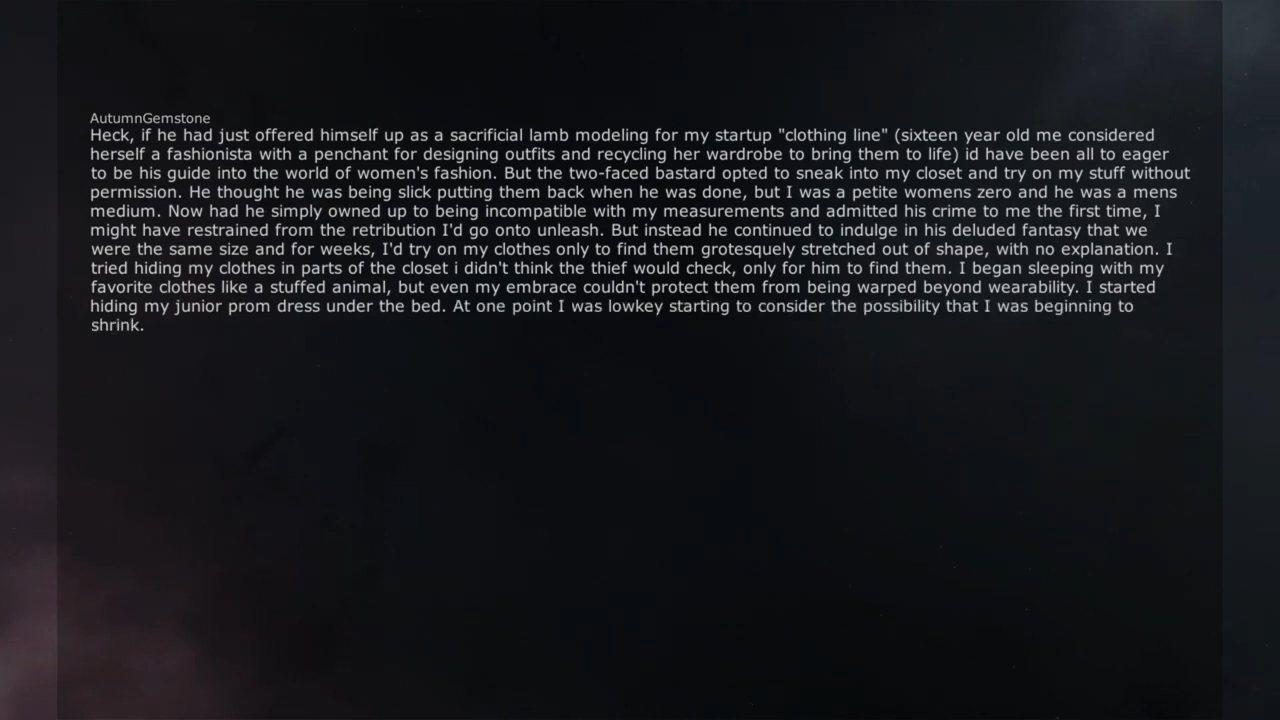 AutumnGemstone
Heck, if he had just offered himself up as a sacrificial lamb modeling for my startup "clothing line" (sixteen year old me considered
herself a fashionista with a penchant for designing outfits and recycling her wardrobe to bring them to life) id have been all to eager
to be his guide into the world of women's fashion. But the two-faced bastard opted to sneak into my closet and try on my stuff without
permission. He thought he was being slick putting them back when he was done, but I was a petite womens zero and he was a mens
medium. Now had he simply owned up to being incompatible with my measurements and admitted his crime to me the first time, I
might have restrained from the retribution I'd go onto unleash. But instead he continued to indulge in his deluded fantasy that we
were the same size and for weeks, I'd try on my clothes only to find them grotesquely stretched out of shape, with no explanation. I
tried hiding my clothes in parts of the closet i didn't think the thief would check, only for him to find them. I began sleeping with my
favorite clothes like a stuffed animal, but even my embrace couldn't protect them from being warped beyond wearability. I started
hiding my junior prom dress under the bed. At one point I was lowkey starting to consider the possibility that I was beginning to
shrink.